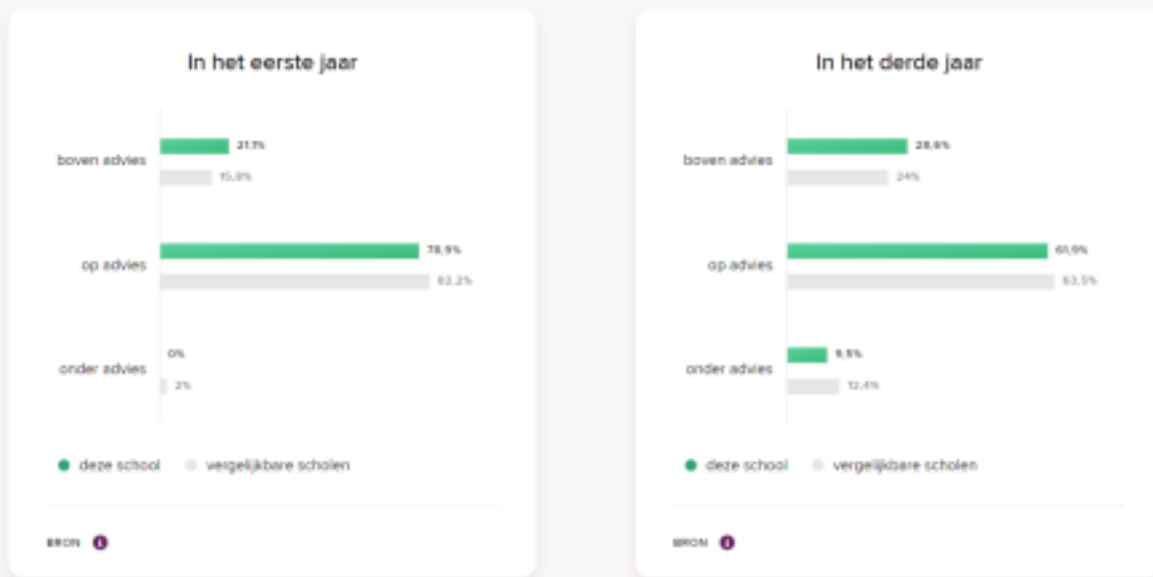 In het eerste jaar
boven advies
21,1%
15,8%
op advies
78,9%
82,2%
onder advies
0%
2%
deze school
vergelijkbare scholen
BRON
In het derde jaar
boven advies
28,6%
24%
op advies
61,9%
63,5%
onder advies
9,5%
12,4%
deze school
vergelijkbare scholen
BRON